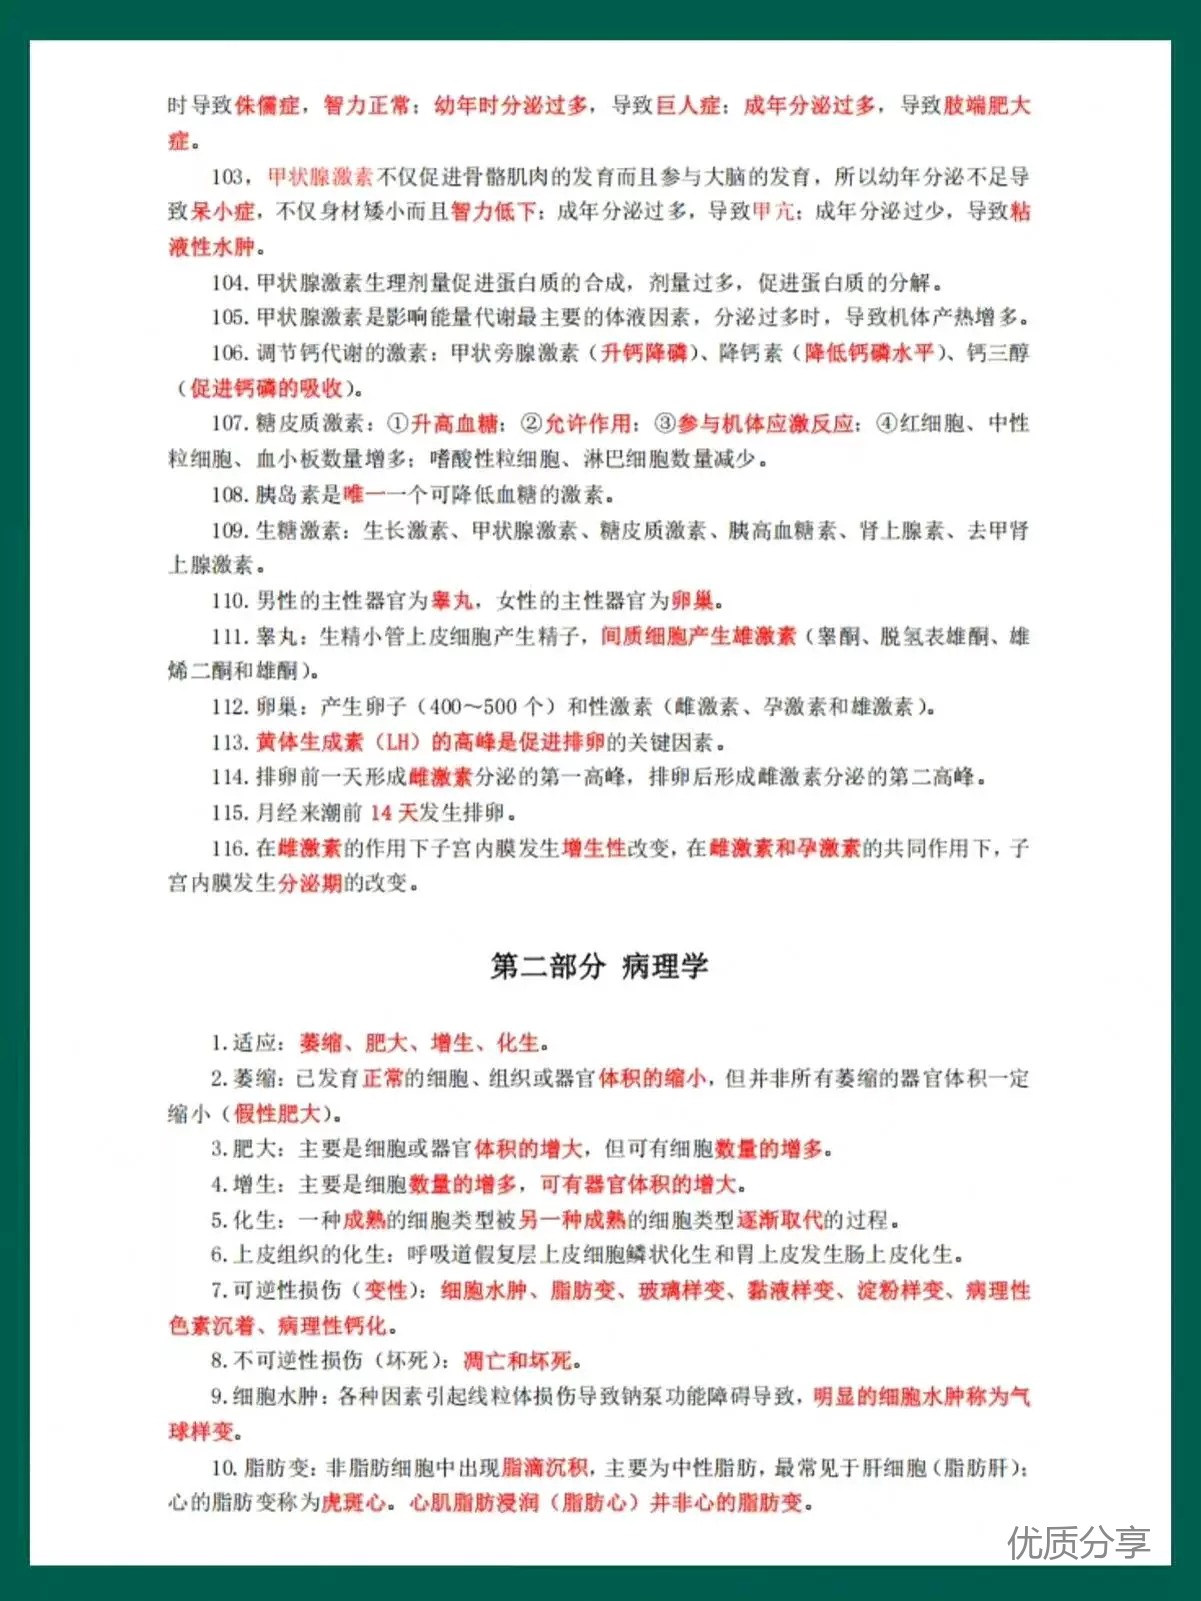 时导致侏儒症，智力正常；幼年时分泌过多，导致巨人症；成年分泌过多，导致肢端肥大
症。
103，甲状腺激素不仅促进骨骼肌肉的发育而且参与大脑的发育，所以幼年分泌不足导
致呆小症，不仅身材矮小而且智力低下；成年分泌过多，导致甲亢；成年分泌过少，导致粘
液性水肿。
104.甲状腺激素生理剂量促进蛋白质的合成，剂量过多，促进蛋白质的分解。
105.甲状腺激素是影响能量代谢最主要的体液因素，分泌过多时，导致机体产热增多。
106.调节钙代谢的激素：甲状旁腺激素（升钙降磷）、降钙素（降低钙磷水平）、钙三醇
（促进钙磷的吸收）。
107.糖皮质激素：①升高血糖；②允许作用；③参与机体应激反应；④红细胞、中性
粒细胞、血小板数量增多；嗜酸性粒细胞、淋巴细胞数量减少。
108.胰岛素是唯一一个可降低血糖的激素。
109.生糖激素：生长激素、甲状腺激素、糖皮质激素、胰高血糖素、肾上腺素、去甲肾
上腺激素。
110.男性的主性器官为睾丸，女性的主性器官为卵巢。
111.睾丸：生精小管上皮细胞产生精子，间质细胞产生雄激素（睾酮、脱氢表雄酮、雄
烯二酮和雄酮）。
112.卵巢：产生卵子（400～500个）和性激素（雌激素、孕激素和雄激素）。
113.黄体生成素（LH）的高峰是促进排卵的关键因素。
114.排卵前一天形成雌激素分泌的第一高峰，排卵后形成雌激素分泌的第二高峰。
115.月经来潮前14天发生排卵。
116.在雌激素的作用下子宫内膜发生增生性改变，在雌激素和孕激素的共同作用下，子
宫内膜发生分泌期的改变。
第二部分 病理学
1.适应：萎缩、肥大、增生、化生。
2.萎缩：已发育正常的细胞、组织或器官体积的缩小，但并非所有萎缩的器官体积一定
缩小（假性肥大）。
3.肥大：主要是细胞或器官体积的增大，但可有细胞数量的增多。
4.增生：主要是细胞数量的增多，可有器官体积的增大。
5.化生：一种成熟的细胞类型被另一种成熟的细胞类型逐渐取代的过程。
6.上皮组织的化生：呼吸道假复层上皮细胞鳞状化生和胃上皮发生肠上皮化生。
7.可逆性损伤（变性）：细胞水肿、脂肪变、玻璃样变、黏液样变、淀粉样变、病理性
色素沉着、病理性钙化。
8.不可逆性损伤（坏死）：凋亡和坏死。
9.细胞水肿：各种因素引起线粒体损伤导致钠泵功能障碍导致，明显的细胞水肿称为气
球样变。
10.脂肪变：非脂肪细胞中出现脂滴沉积，主要为中性脂肪，最常见于肝细胞（脂肪肝）；
心的脂肪变称为虎斑心。心肌脂肪浸润（脂肪心）并非心的脂肪变。
优质分享